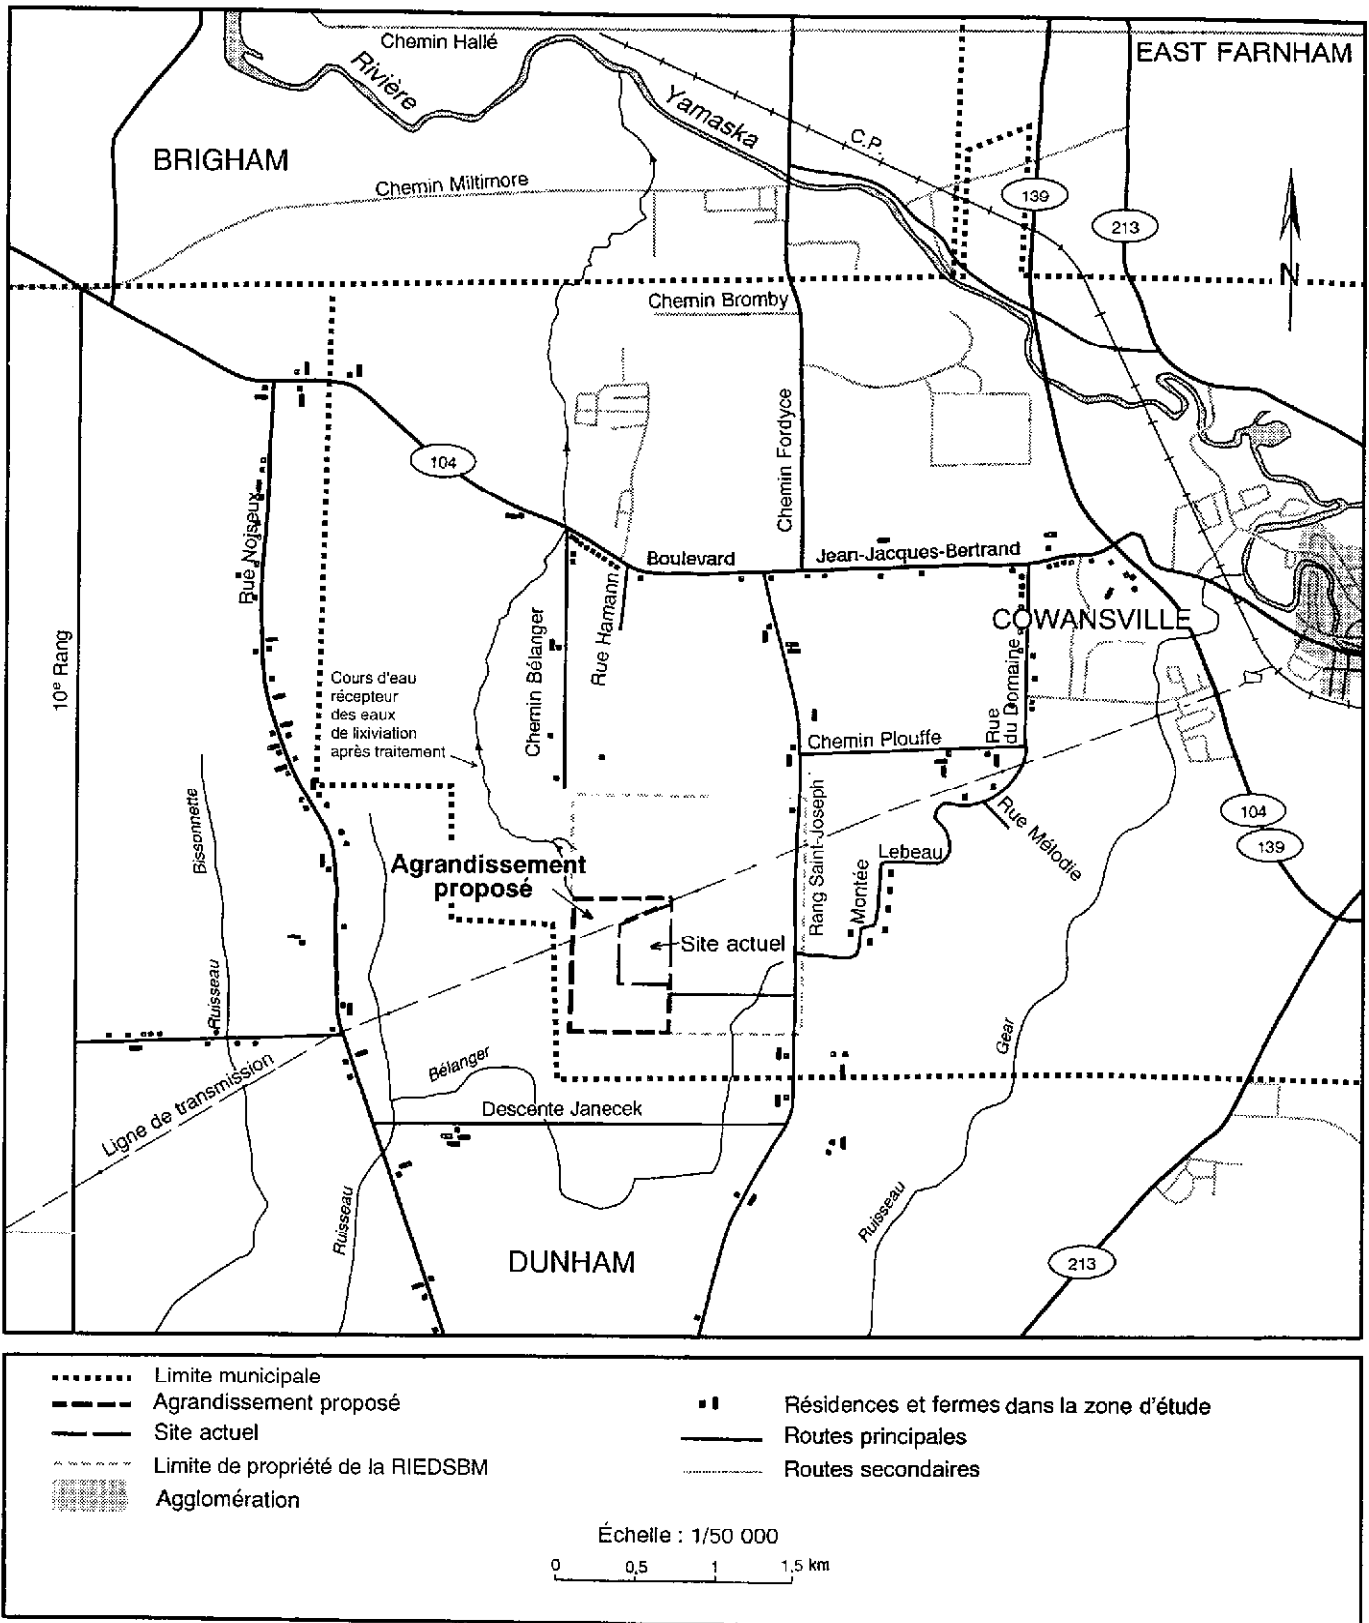 Chemin Hallé
EAST FARNHAM
Rivière
Yamaska
C.P.
BRIGHAM
Chemin Miltimore
139
213
N
Chemin Bromby
Chemin Fordyce
104
Rue Noiseux
Boulevard
Jean-Jacques-Bertrand
Rue Hamann
COWANSVILLE
Chemin Bélanger
10e Rang
Cours d'eau
récepteur
des eaux
de lixiviation
après traitement
Rue
du Domaine
Chemin Plouffe
Bissonnette
Rang Saint-Joseph
104
139
Rue Mélodie
Lebeau
Montée
Agrandissement
proposé
Site actuel
Ruisseau
Gear
Bélanger
Ligne de transmission
Descente Janecek
Ruisseau
Ruisseau
DUNHAM
213
Limite municipale
Agrandissement proposé
Site actuel
Limite de propriété de la RIEDSBM
Agglomération
Résidences et fermes dans la zone d'étude
Routes principales
Routes secondaires
Échelle : 1/50 000
0 0,5 1 1,5 km